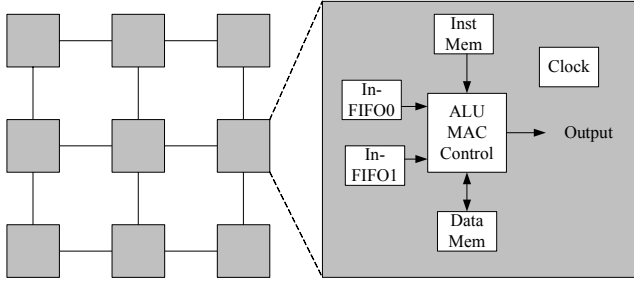 Inst
Mem
Clock
In-
FIFO0
ALU
MAC
Control
Output
In-
FIFO1
Data
Mem